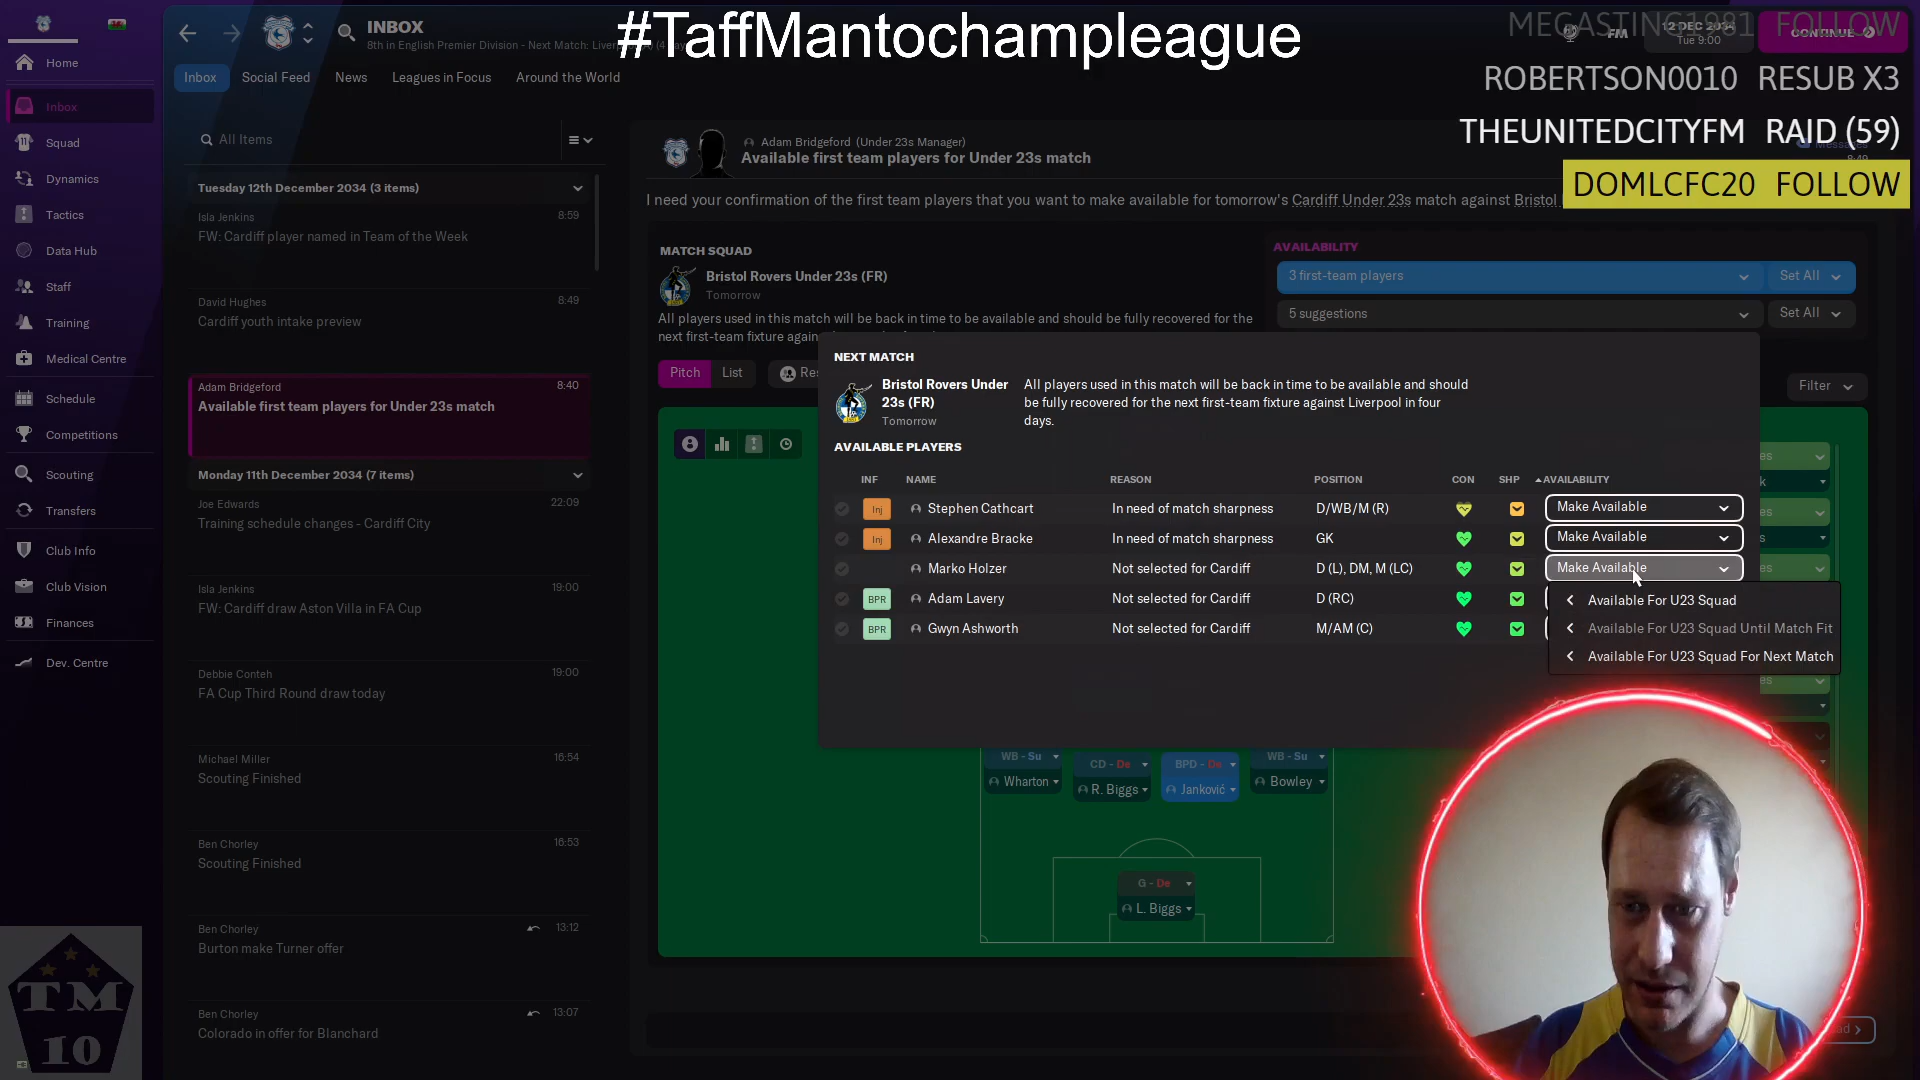 #TaffMantochampleague
MEGASTING1981 FOLLOW
ROBERTSON0010 RESUB X3
THEUNITEDCITYFM RAID (59)
DOMLCFC20 FOLLOW
INBOX
8th in English Premier Division - Next Match:
FM
12 DEC 2034
Tue 9:00
CONTINUE
Home
Inbox
Squad
Dynamics
Tactics
Data Hub
Staff
Training
Medical Centre
Schedule
Competitions
Scouting
Transfers
Club Info
Club Vision
Finances
Dev. Centre
TM
10
Inbox
Social Feed
News
Leagues in Focus
Around the World
All Items
Tuesday 12th December 2034 (3 items)
Isla Jenkins 8:59
FW: Cardiff player named in Team of the Week
David Hughes 8:49
Cardiff youth intake preview
Adam Bridgeford 8:40
Available first team players for Under 23s match
Monday 11th December 2034 (7 items)
Joe Edwards 22:09
Training schedule changes - Cardiff City
Isla Jenkins 19:00
FW: Cardiff draw Aston Villa in FA Cup
Debbie Conteh 19:00
FA Cup Third Round draw today
Michael Miller 16:54
Scouting Finished
Ben Chorley 16:53
Scouting Finished
Ben Chorley 13:12
Burton make Turner offer
Ben Chorley 13:07
Colorado in offer for Blanchard
Adam Bridgeford (Under 23s Manager)
Available first team players for Under 23s match
I need your confirmation of the first team players that you want to make available for tomorrow's Cardiff Under 23s match against Bristol
MATCH SQUAD
Bristol Rovers Under 23s (FR)
Tomorrow
All players used in this match will be back in time to be available and should be fully recovered for the
next first-team fixture again
AVAILABILITY
3 first-team players Set All
5 suggestions Set All
Pitch List
Filter
NEXT MATCH
Bristol Rovers Under
23s (FR)
Tomorrow
All players used in this match will be back in time to be available and should
be fully recovered for the next first-team fixture against Liverpool in four
days.
AVAILABLE PLAYERS
INF NAME REASON POSITION CON SHP AVAILABILITY
Inj Stephen Cathcart In need of match sharpness D/WB/M (R) Make Available
Inj Alexandre Bracke In need of match sharpness GK Make Available
Marko Holzer Not selected for Cardiff D (L), DM, M (LC) Make Available
BPR Adam Lavery Not selected for Cardiff D (RC)
BPR Gwyn Ashworth Not selected for Cardiff M/AM (C)
Available For U23 Squad
Available For U23 Squad Until Match Fit
Available For U23 Squad For Next Match
WB - Su
Wharton
CD - De
R. Biggs
BPD - De
Janković
WB - Su
Bowley
G - De
L. Biggs